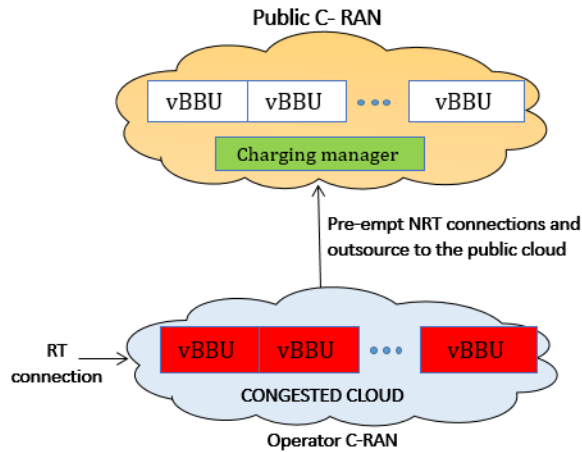 Public C- RAN
vBBU vBBU vBBU
Charging manager
Pre-empt NRT connections and
outsource to the public cloud
RT
connection
vBBU vBBU vBBU
CONGESTED CLOUD
Operator C-RAN